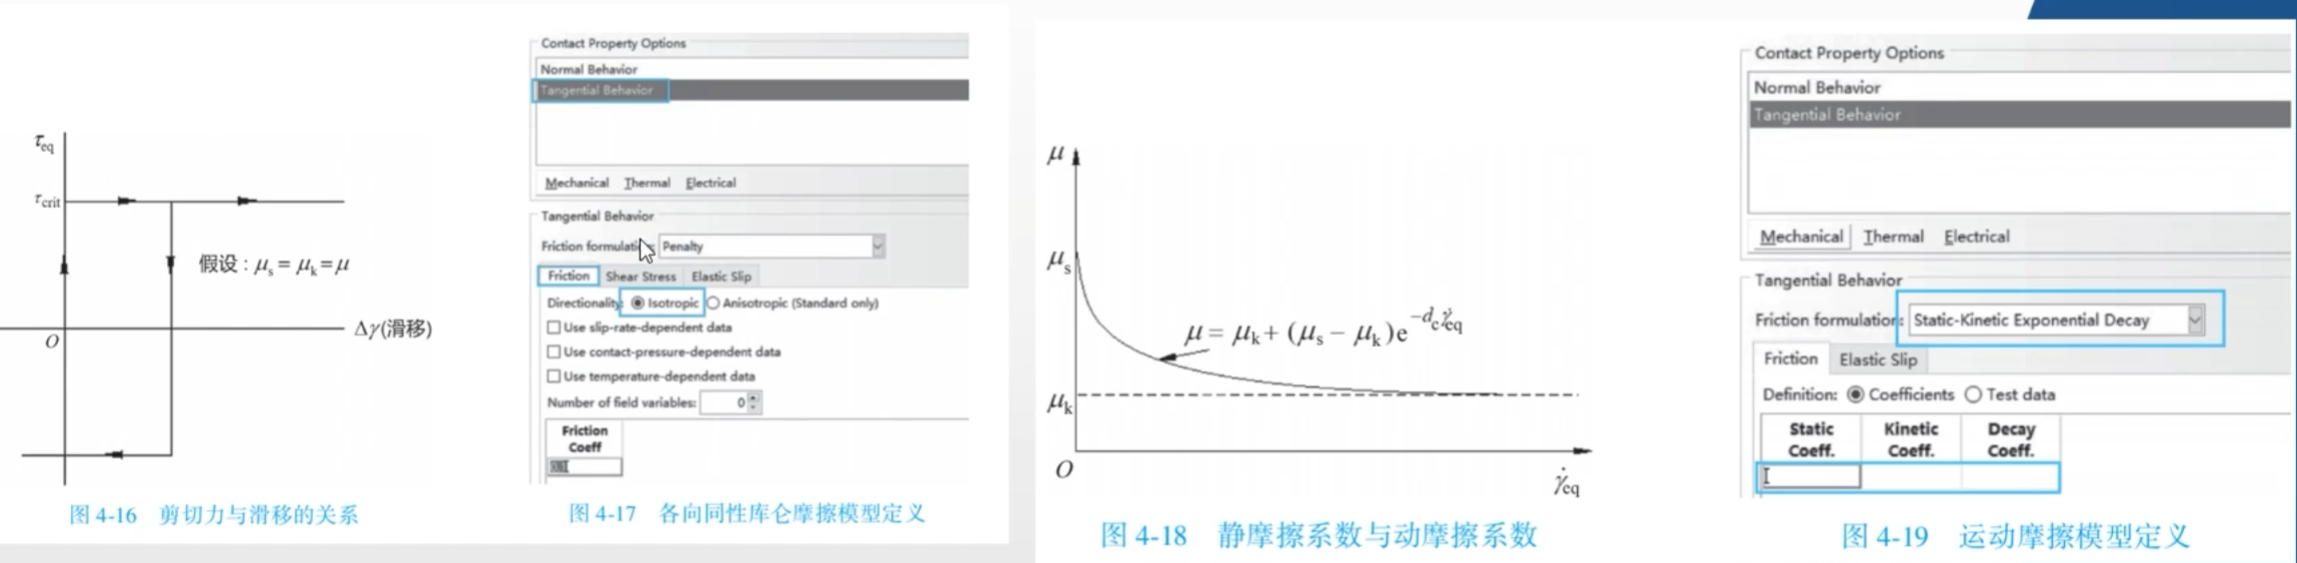 τeq
τcrit
假设：μs = μk = μ
O
Δγ(滑移)
图 4-16 剪切力与滑移的关系
Contact Property Options
Normal Behavior
Tangential Behavior
Mechanical Thermal Electrical
Tangential Behavior
Friction formulati
Penalty
Friction Shear Stress Elastic Slip
Directionality: Isotropic Anisotropic (Standard only)
Use slip-rate-dependent data
Use contact-pressure-dependent data
Use temperature-dependent data
Number of field variables: 0
Friction
Coeff
图 4-17 各向同性库仑摩擦模型定义
μ
μs
μ = μk + (μs − μk)e^−dcγ̇eq
μk
O
γ̇eq
图 4-18 静摩擦系数与动摩擦系数
Contact Property Options
Normal Behavior
Tangential Behavior
Mechanical Thermal Electrical
Tangential Behavior
Friction formulation: Static-Kinetic Exponential Decay
Friction Elastic Slip
Definition: Coefficients Test data
Static Kinetic Decay
Coeff. Coeff. Coeff.
图 4-19 运动摩擦模型定义